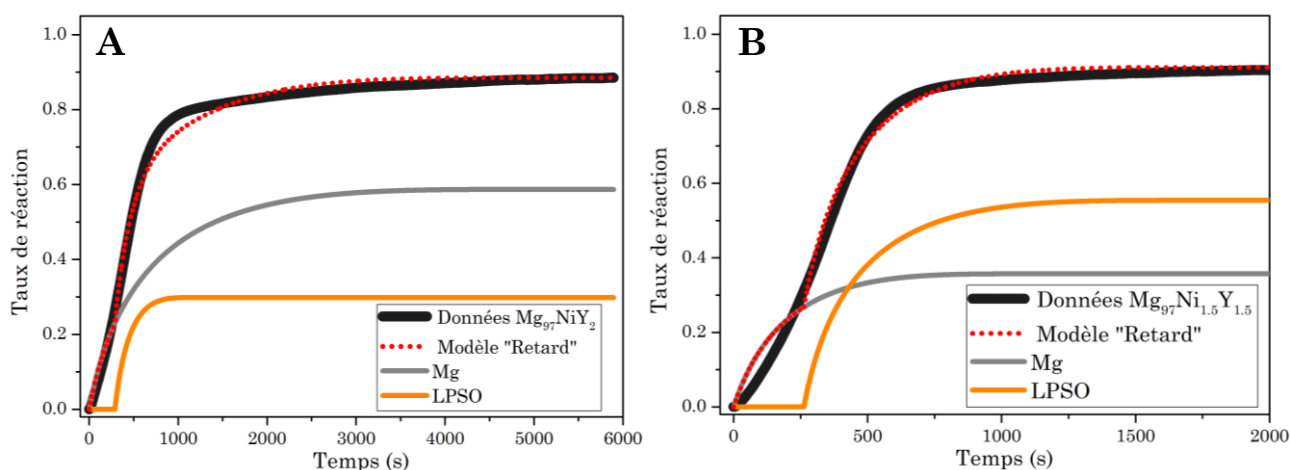 A
1.0
0.8
0.6
0.4
0.2
0.0
Taux de réaction
Données Mg₉₇NiY₂
Modèle "Retard"
Mg
LPSO
0
1000
2000
3000
4000
5000
6000
Temps (s)
B
1.0
0.8
0.6
0.4
0.2
0.0
Taux de réaction
Données Mg₉₇Ni₁.₅Y₁.₅
Modèle "Retard"
Mg
LPSO
0
500
1000
1500
2000
Temps (s)